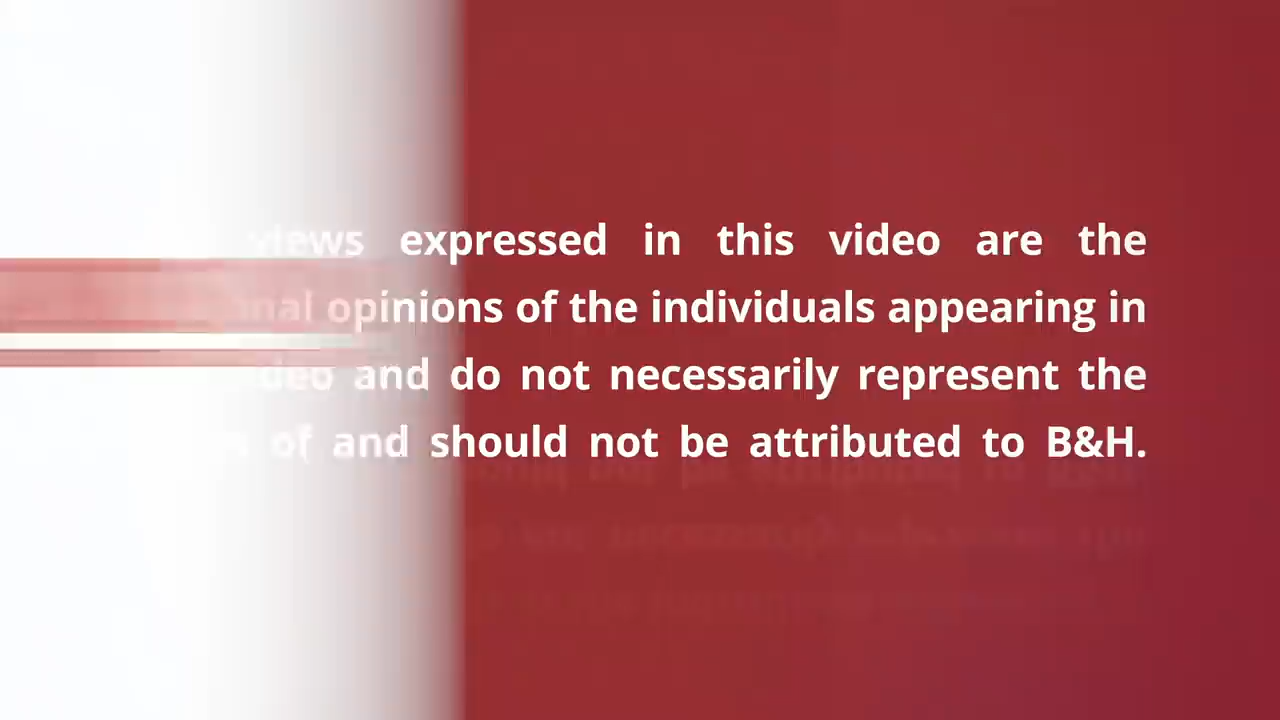 views expressed in this video are the
opinions of the individuals appearing in
and do not necessarily represent the
of and should not be attributed to B&H.